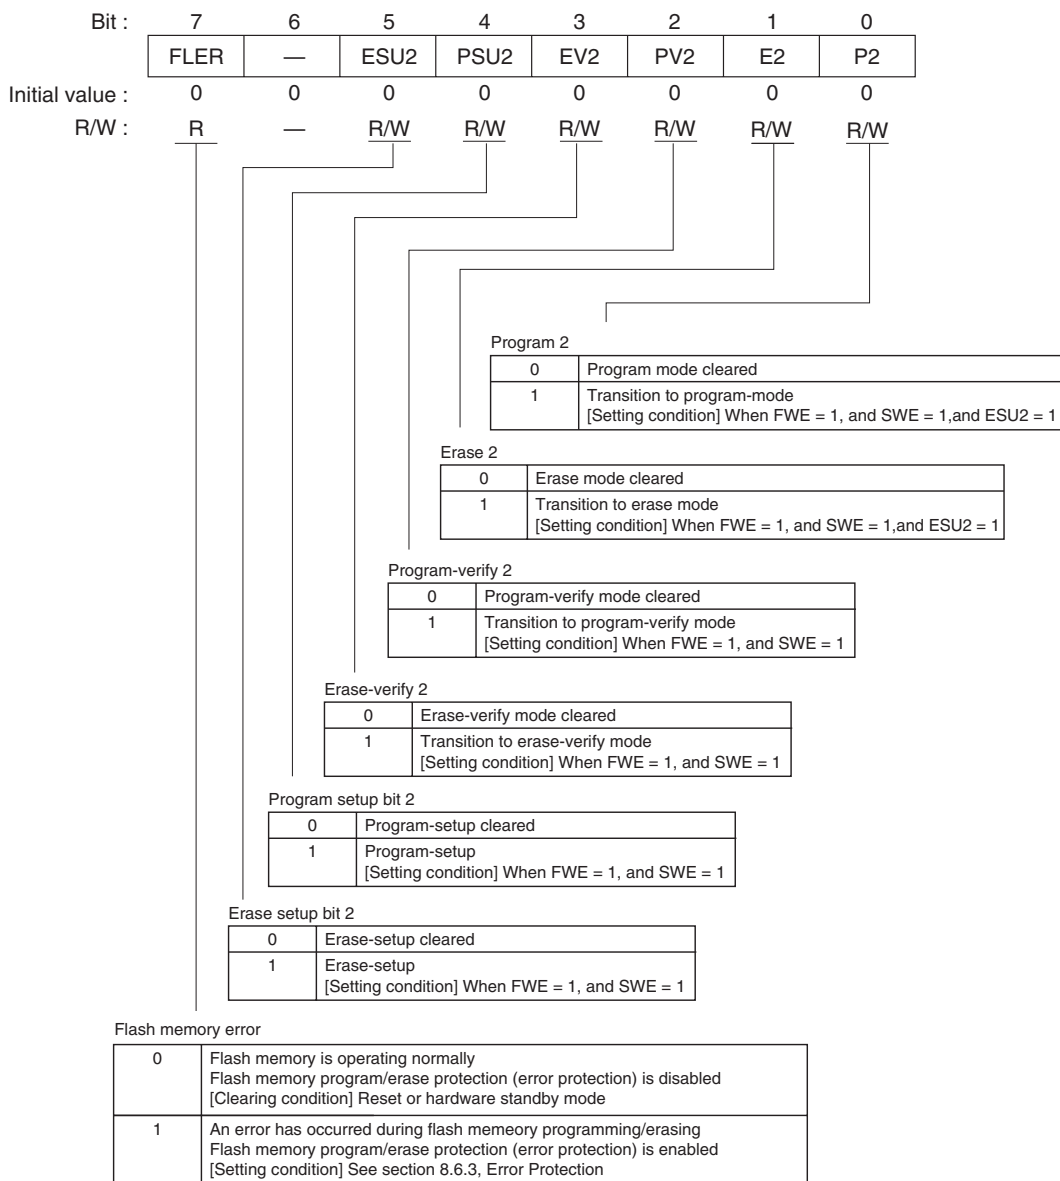 Bit : 7 6 5 4 3 2 1 0
FLER — ESU2 PSU2 EV2 PV2 E2 P2
Initial value : 0 0 0 0 0 0 0 0
R/W : R — R/W R/W R/W R/W R/W R/W
Program 2
0 Program mode cleared
1 Transition to program-mode
[Setting condition] When FWE = 1, and SWE = 1,and ESU2 = 1
Erase 2
0 Erase mode cleared
1 Transition to erase mode
[Setting condition] When FWE = 1, and SWE = 1,and ESU2 = 1
Program-verify 2
0 Program-verify mode cleared
1 Transition to program-verify mode
[Setting condition] When FWE = 1, and SWE = 1
Erase-verify 2
0 Erase-verify mode cleared
1 Transition to erase-verify mode
[Setting condition] When FWE = 1, and SWE = 1
Program setup bit 2
0 Program-setup cleared
1 Program-setup
[Setting condition] When FWE = 1, and SWE = 1
Erase setup bit 2
0 Erase-setup cleared
1 Erase-setup
[Setting condition] When FWE = 1, and SWE = 1
Flash memory error
0 Flash memory is operating normally
Flash memory program/erase protection (error protection) is disabled
[Clearing condition] Reset or hardware standby mode
1 An error has occurred during flash memeory programming/erasing
Flash memory program/erase protection (error protection) is enabled
[Setting condition] See section 8.6.3, Error Protection